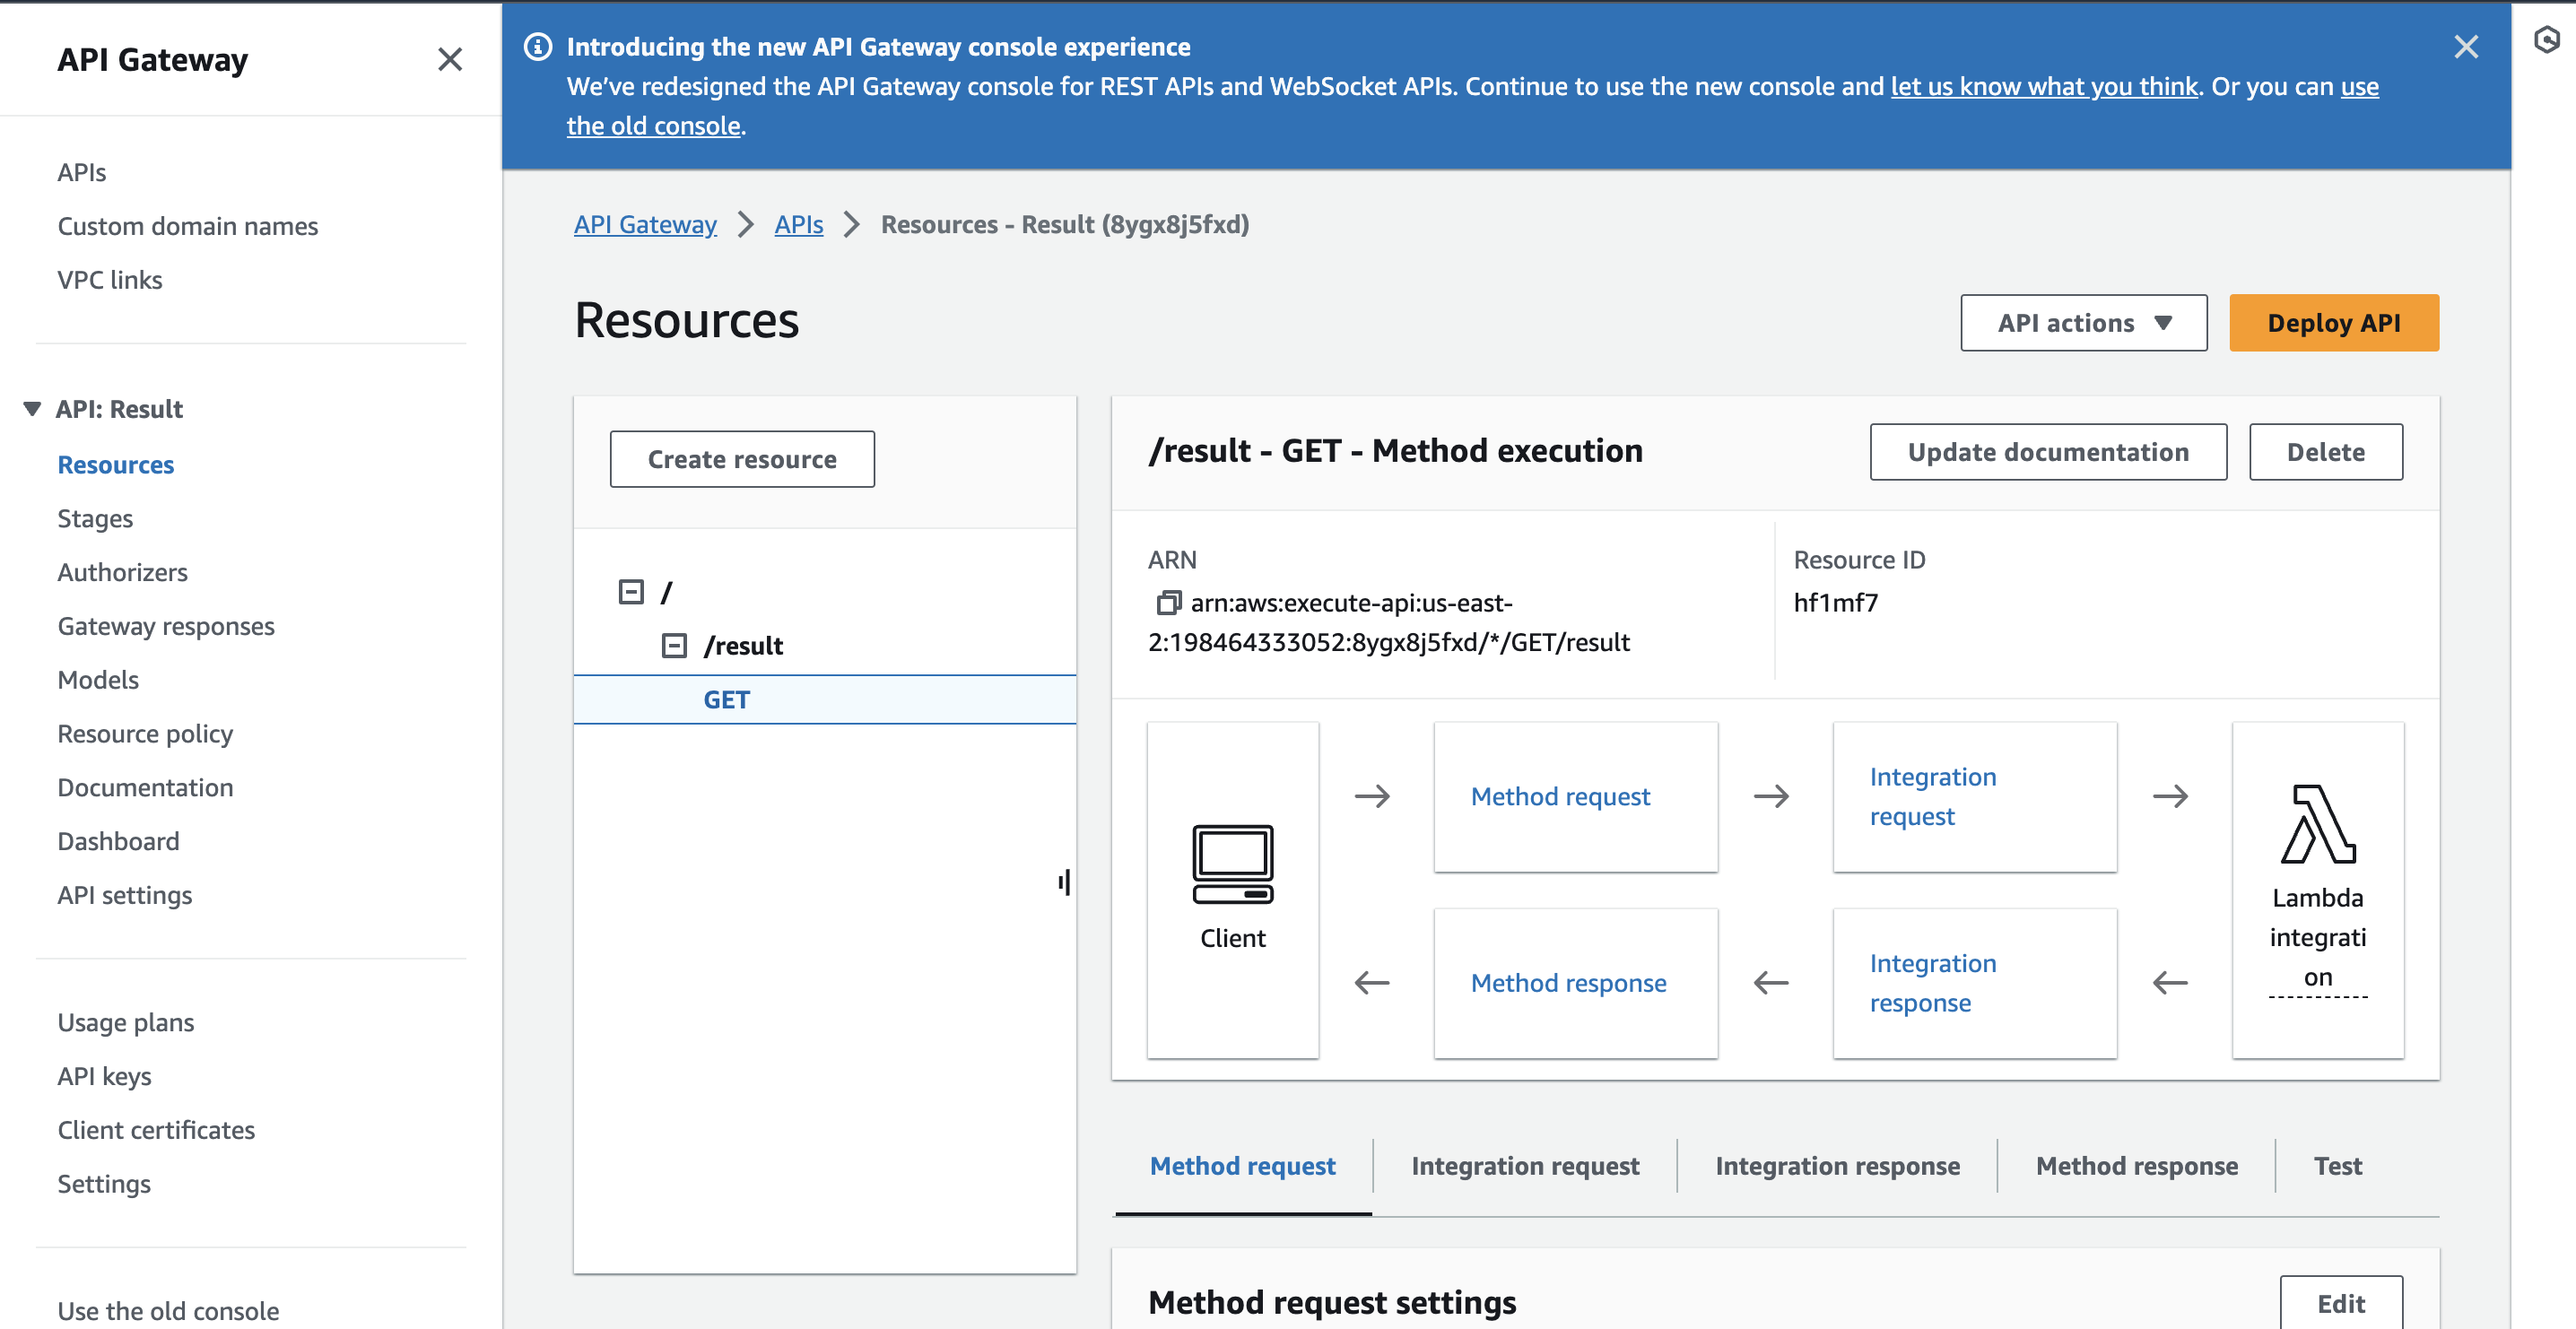 API Gateway
APIs
Custom domain names
VPC links
API: Result
Resources
Stages
Authorizers
Gateway responses
Models
Resource policy
Documentation
Dashboard
API settings
Usage plans
API keys
Client certificates
Settings
Use the old console
Introducing the new API Gateway console experience
We’ve redesigned the API Gateway console for REST APIs and WebSocket APIs. Continue to use the new console and let us know what you think. Or you can use
the old console.
API Gateway > APIs > Resources - Result (8ygx8j5fxd)
Resources
API actions
Deploy API
Create resource
/
/result
GET
/result - GET - Method execution
Update documentation
Delete
ARN
arn:aws:execute-api:us-east-
2:198464333052:8ygx8j5fxd/*/GET/result
Resource ID
hf1mf7
Client
Method request
Integration
request
Lambda
integrati
on
Method response
Integration
response
Method request
Integration request
Integration response
Method response
Test
Method request settings
Edit